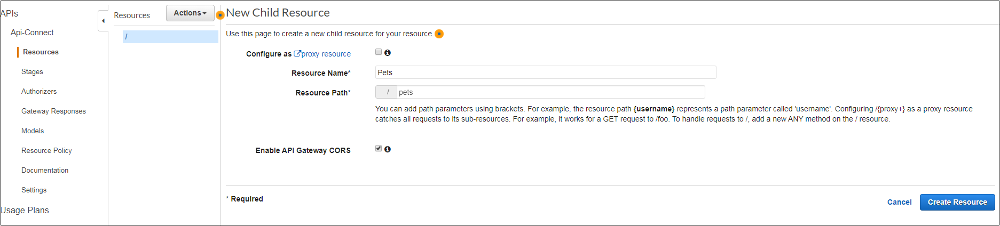 APIs
Api-Connect
Resources
Stages
Authorizers
Gateway Responses
Models
Resource Policy
Documentation
Settings
Usage Plans
Resources
Actions
/
New Child Resource
Use this page to create a new child resource for your resource.
Configure as proxy resource
Resource Name* Pets
Resource Path* / pets
You can add path parameters using brackets. For example, the resource path {username} represents a path parameter called 'username'. Configuring /{proxy+} as a proxy resource
catches all requests to its sub-resources. For example, it works for a GET request to /foo. To handle requests to /, add a new ANY method on the / resource.
Enable API Gateway CORS
* Required
Cancel
Create Resource